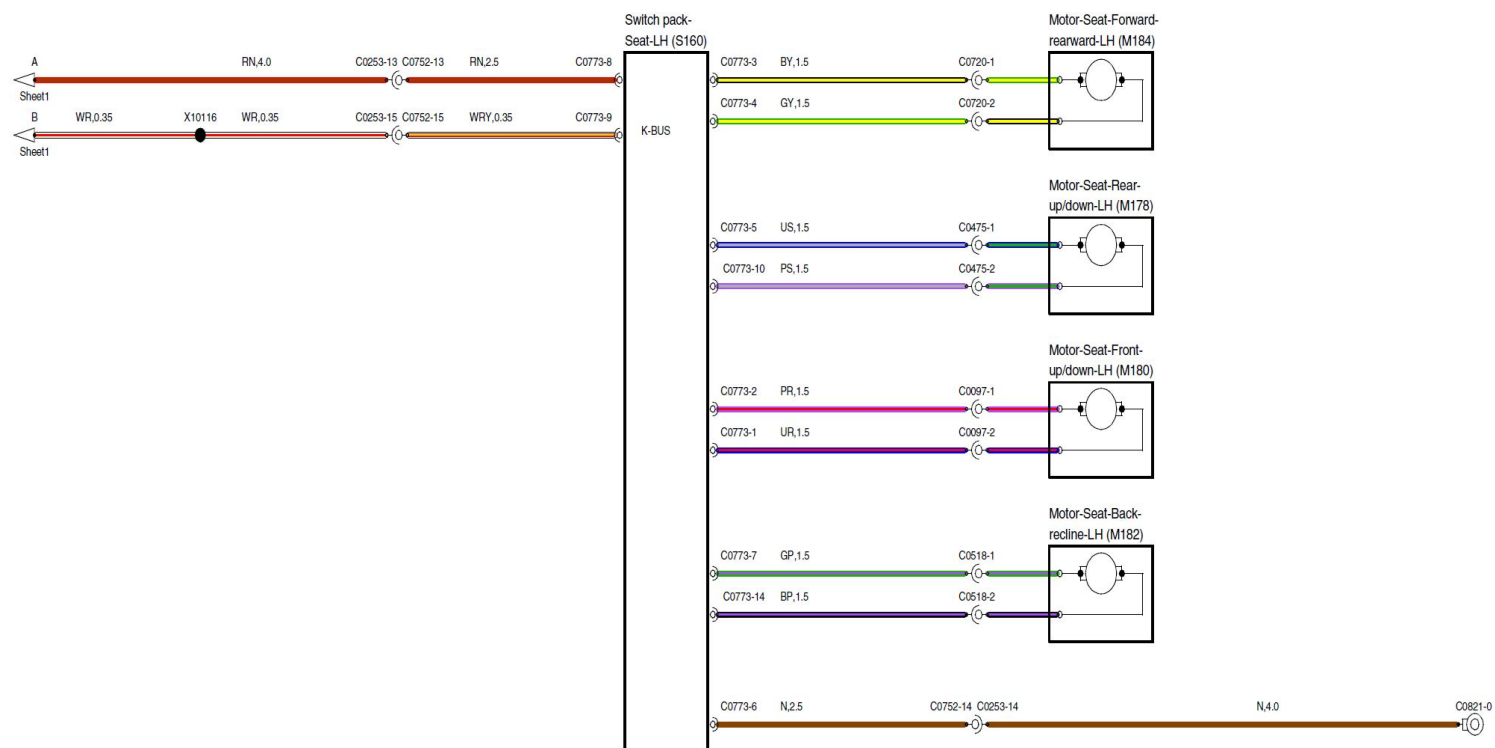 Switch pack-
Seat-LH (S160)
Motor-Seat-Forward-
rearward-LH (M184)
A RN,4.0 C0253-13 C0752-13 RN,2.5 C0773-8
Sheet1
B WR,0.35 X10116 WR,0.35 C0253-15 C0752-15 WRY,0.35 C0773-9
Sheet1
K-BUS
C0773-3 BY,1.5 C0720-1
C0773-4 GY,1.5 C0720-2
Motor-Seat-Rear-
up/down-LH (M178)
C0773-5 US,1.5 C0475-1
C0773-10 PS,1.5 C0475-2
Motor-Seat-Front-
up/down-LH (M180)
C0773-2 PR,1.5 C0097-1
C0773-1 UR,1.5 C0097-2
Motor-Seat-Back-
recline-LH (M182)
C0773-7 GP,1.5 C0518-1
C0773-14 BP,1.5 C0518-2
C0773-6 N,2.5 C0752-14 C0253-14 N,4.0 C0821-0